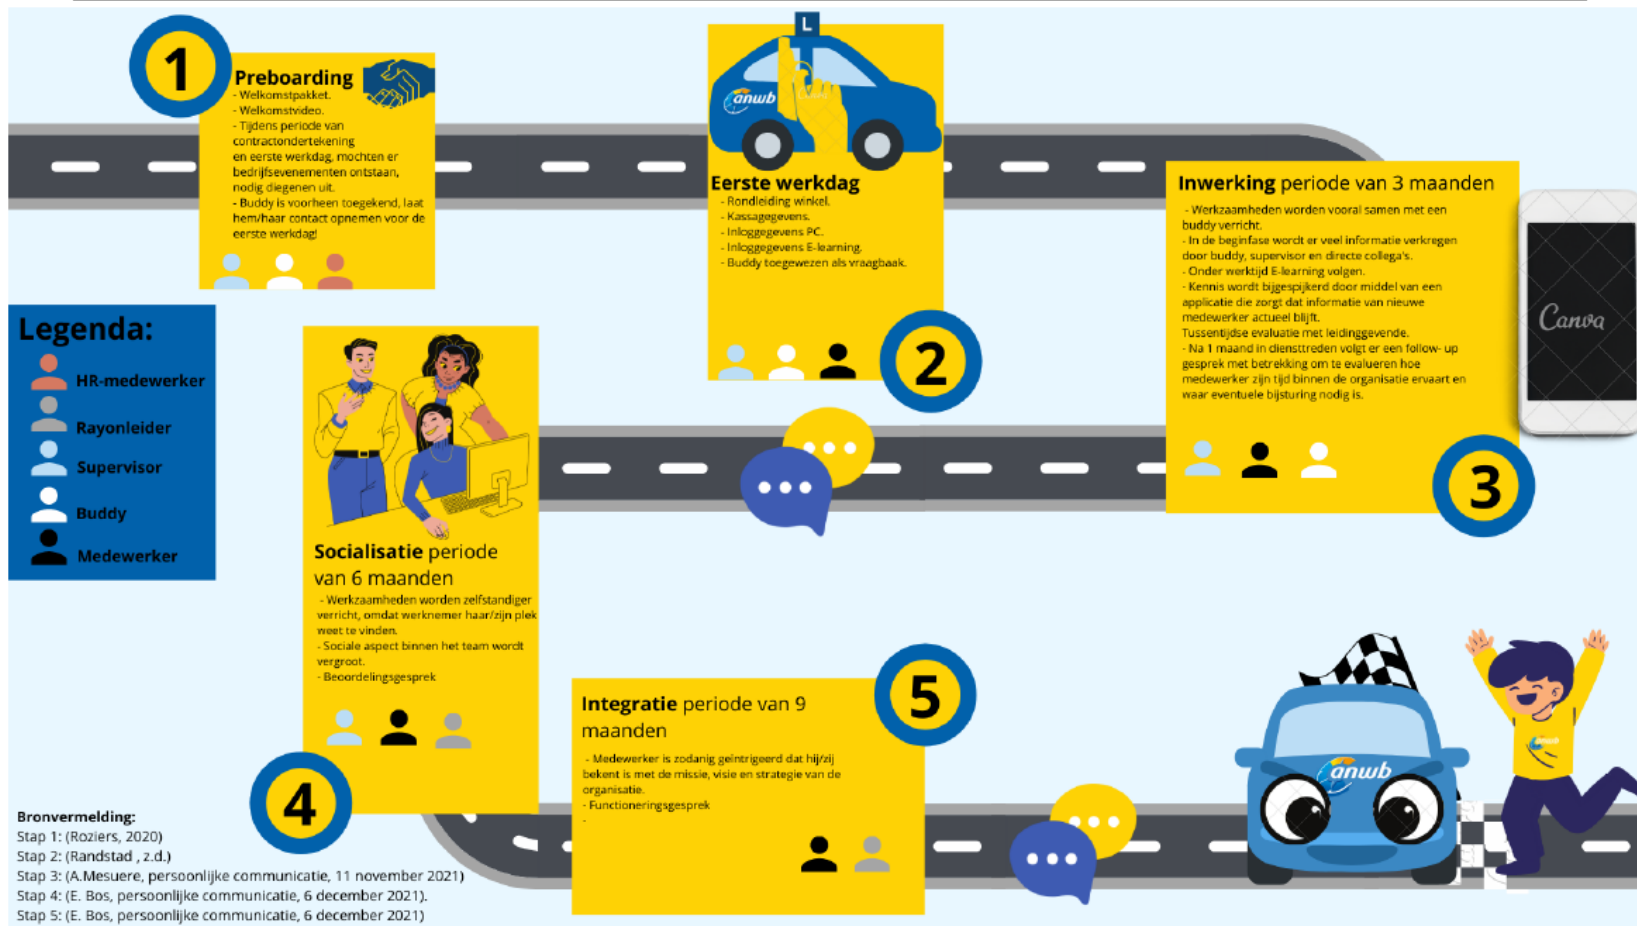 1
Preboarding
- Welkomstpakket.
- Welkomstvideo.
- Tijdens periode van
contractondertekening
en eerste werkdag, mochten er
bedrijfsevenementen ontstaan,
nodig diegenen uit.
- Buddy is voorheen toegekend, laat
hem/haar contact opnemen voor de
eerste werkdag!
L
anwb
Canva
Eerste werkdag
- Rondleiding winkel.
- Kassagegevens.
- Inloggegevens PC.
- Inloggegevens E-learning.
- Buddy toegewezen als vraagbaak.
2
Inwerking periode van 3 maanden
- Werkzaamheden worden vooral samen met een
buddy verricht.
- In de beginfase wordt er veel informatie verkregen
door buddy, supervisor en directe collega's.
- Onder werktijd E-learning volgen.
- Kennis wordt bijgespijkerd door middel van een
applicatie die zorgt dat informatie van nieuwe
medewerker actueel blijft.
Tussentijdse evaluatie met leidinggevende.
- Na 1 maand in diensttreden volgt er een follow- up
gesprek met betrekking om te evalueren hoe
medewerker zijn tijd binnen de organisatie ervaart en
waar eventuele bijsturing nodig is.
Canva
3
Legenda:
HR-medewerker
Rayonleider
Supervisor
Buddy
Medewerker
Socialisatie periode
van 6 maanden
- Werkzaamheden worden zelfstandiger
verricht, omdat werknemer haar/zijn plek
weet te vinden.
- Sociale aspect binnen het team wordt
vergroot.
- Beoordelingsgesprek
4
Integratie periode van 9
maanden
- Medewerker is zodanig geïntrigeerd dat hij/zij
bekent is met de missie, visie en strategie van de
organisatie.
- Functioneringsgesprek
-
5
anwb
anwb
Bronvermelding:
Stap 1: (Roziers, 2020)
Stap 2: (Randstad , z.d.)
Stap 3: (A.Mesuere, persoonlijke communicatie, 11 november 2021)
Stap 4: (E. Bos, persoonlijke communicatie, 6 december 2021).
Stap 5: (E. Bos, persoonlijke communicatie, 6 december 2021)